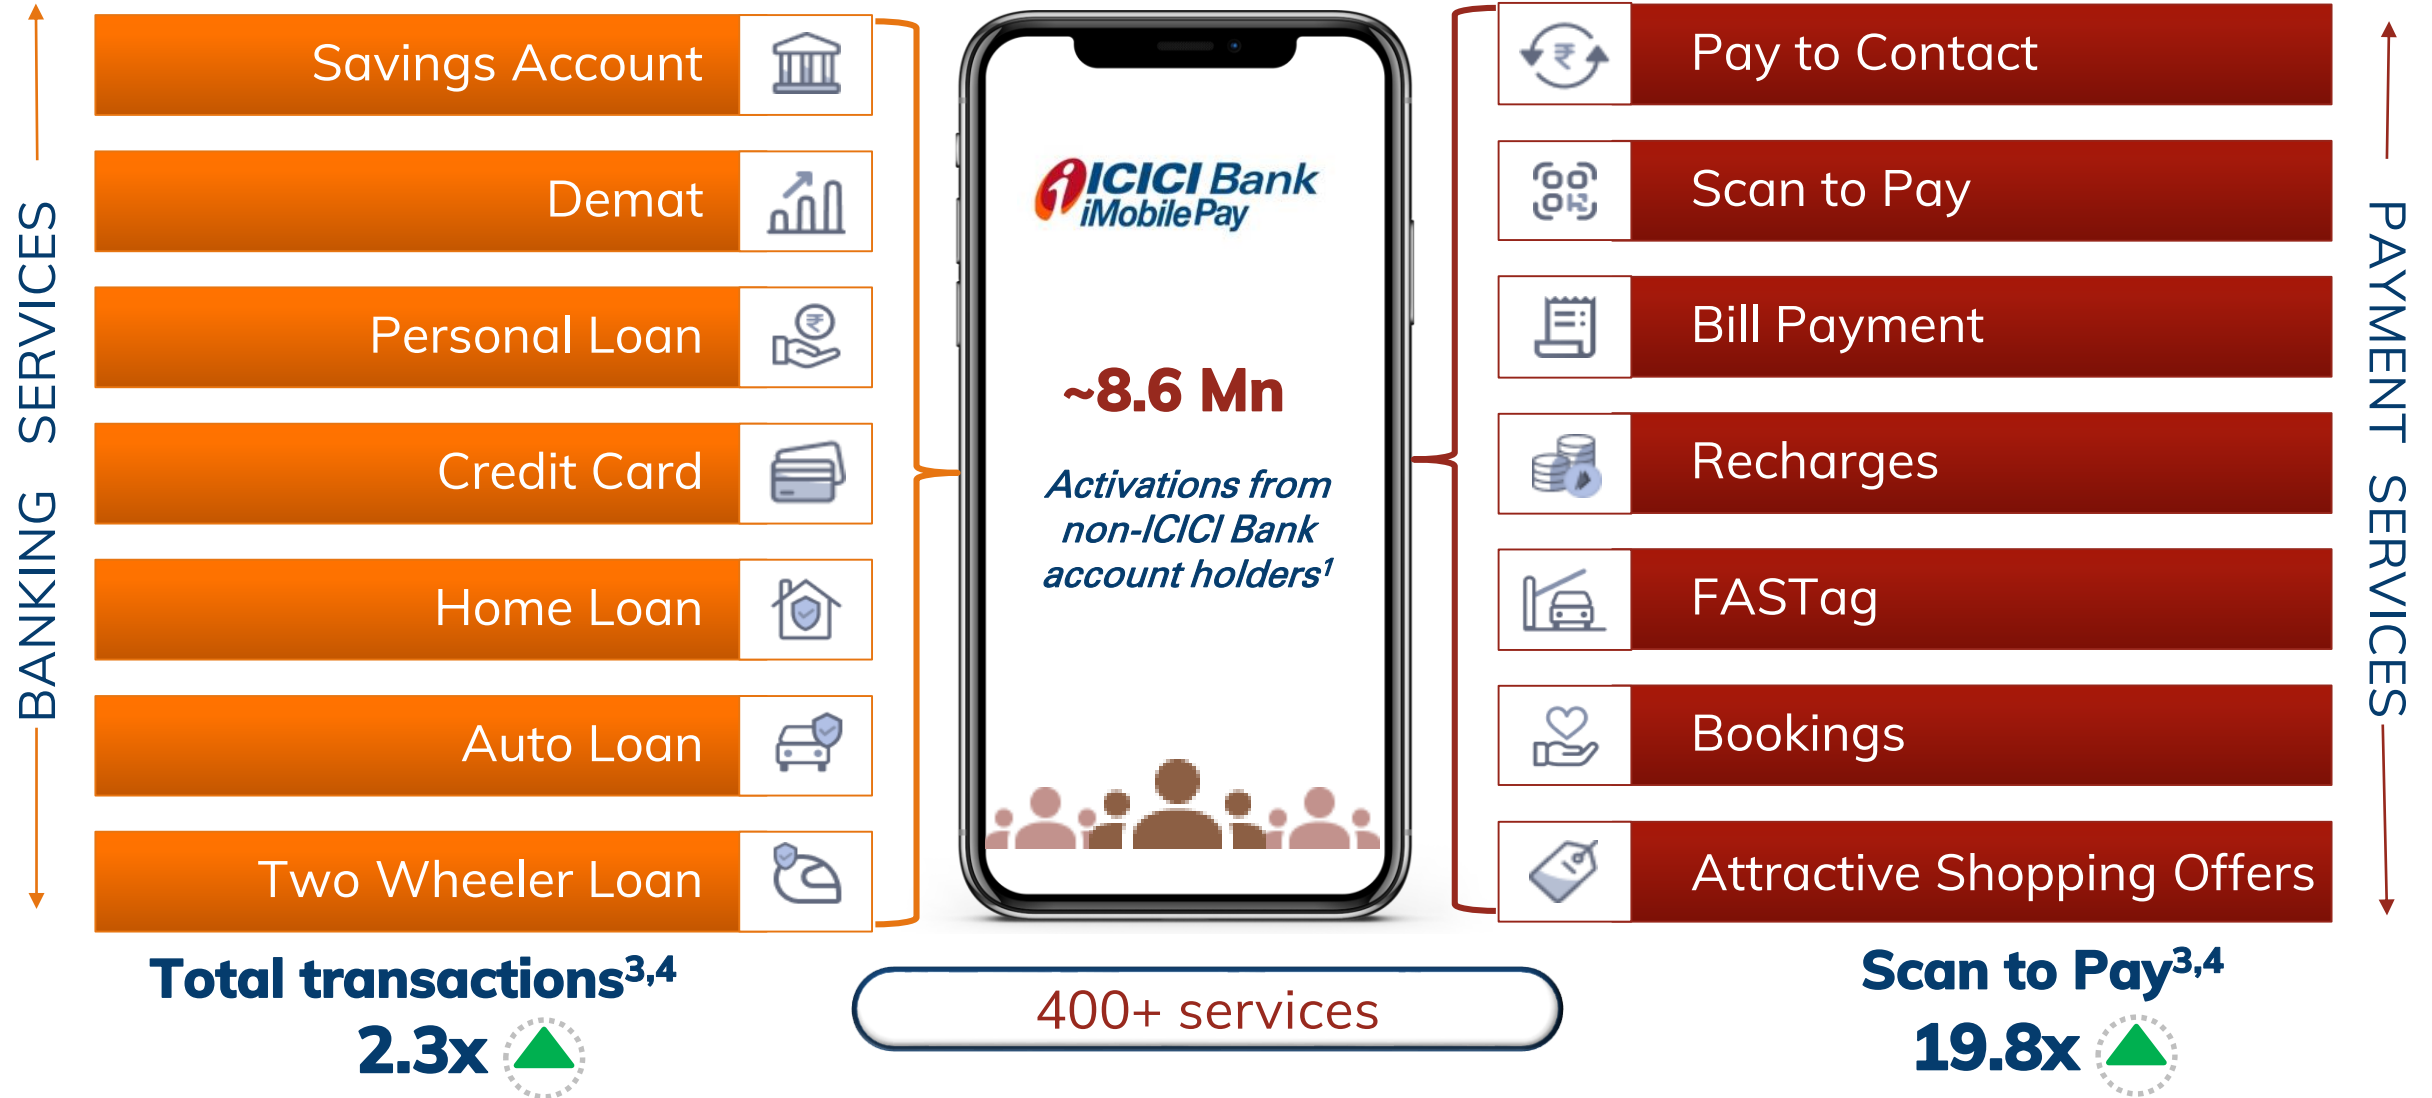 BANKING SERVICES
Savings Account
Demat
Personal Loan
Credit Card
Home Loan
Auto Loan
Two Wheeler Loan
Total transactions3,4
2.3x
ICICI Bank
iMobile Pay
~8.6 Mn
Activations from
non-ICICI Bank
account holders1
400+ services
Pay to Contact
Scan to Pay
Bill Payment
Recharges
FASTag
Bookings
Attractive Shopping Offers
PAYMENT SERVICES
Scan to Pay3,4
19.8x